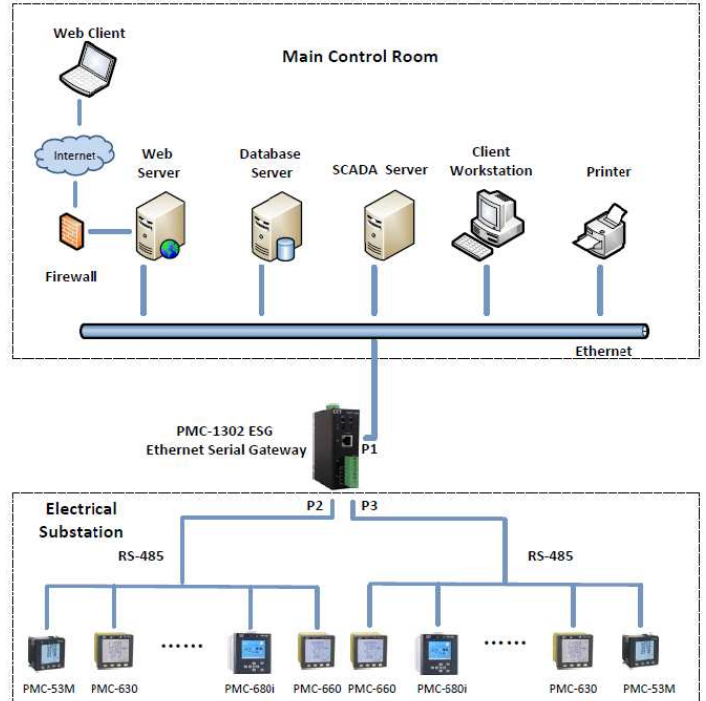 Web Client
Main Control Room
Internet
Web
Server
Database
Server
SCADA Server
Client
Workstation
Printer
Firewall
Ethernet
PMC-1302 ESG
Ethernet Serial Gateway
P1
P2
P3
Electrical
Substation
RS-485
RS-485
PMC-53M
PMC-630
PMC-680i
PMC-660
PMC-660
PMC-680i
PMC-630
PMC-53M